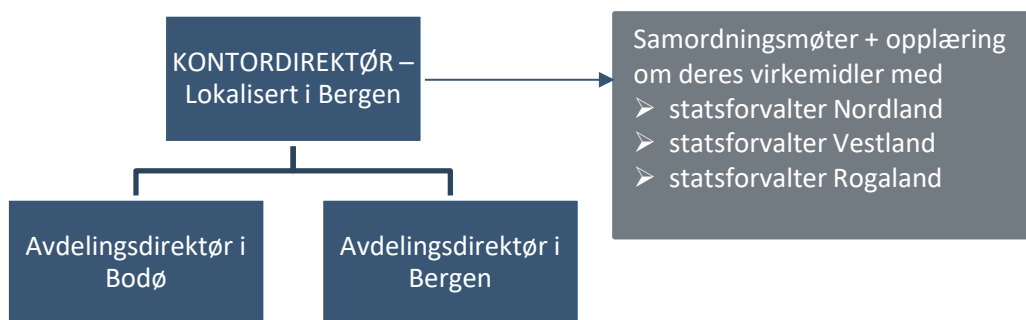 KONTORDIREKTØR –
Lokalisert i Bergen
Samordningsmøter + opplæring
om deres virkemidler med
➢ statsforvalter Nordland
➢ statsforvalter Vestland
➢ statsforvalter Rogaland
Avdelingsdirektør i
Bodø
Avdelingsdirektør i
Bergen